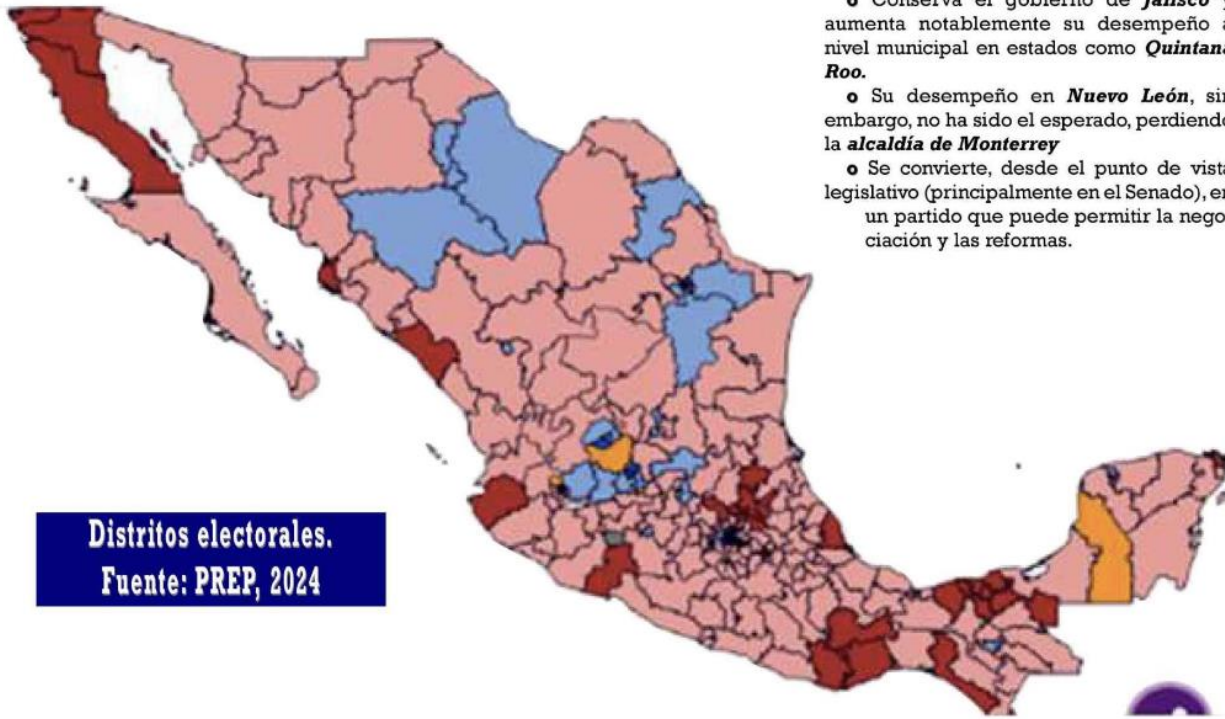 o Conserva el gobierno de Jalisco y
aumenta notablemente su desempeño a
nivel municipal en estados como Quintana
Roo.
o Su desempeño en Nuevo León, sin
embargo, no ha sido el esperado, perdiendo
la alcaldía de Monterrey
o Se convierte, desde el punto de vista
legislativo (principalmente en el Senado), en
un partido que puede permitir la nego-
ciación y las reformas.
Distritos electorales.
Fuente: PREP, 2024